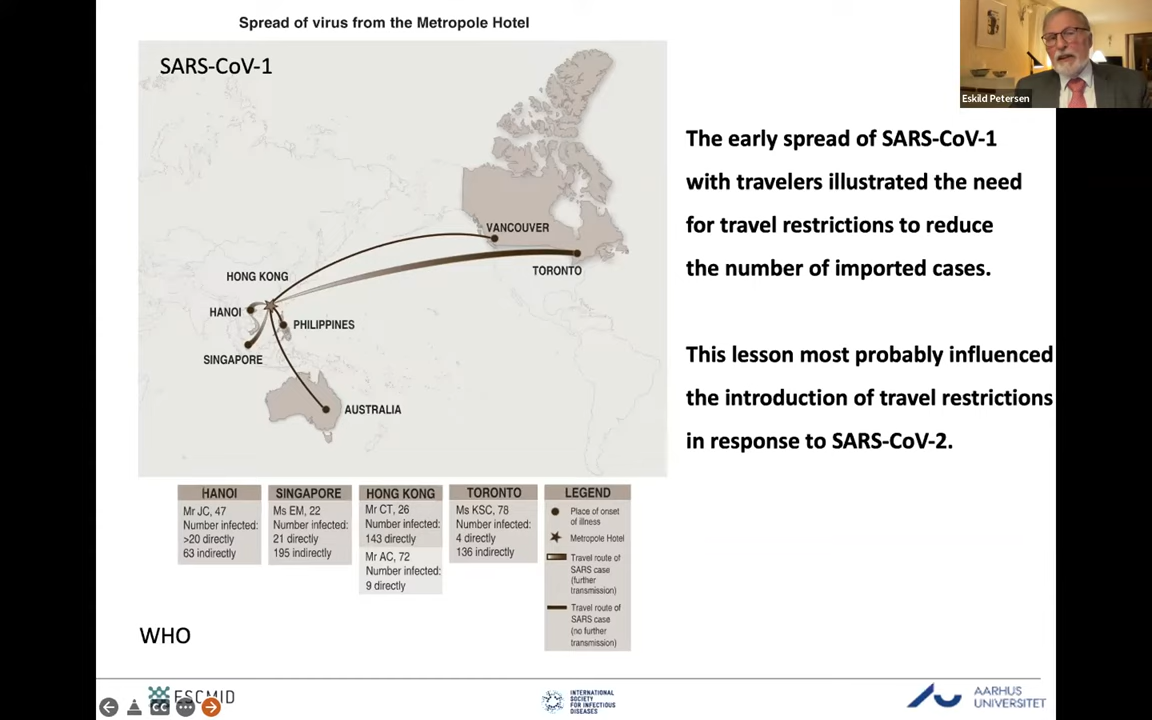 Spread of virus from the Metropole Hotel
SARS-CoV-1
VANCOUVER
TORONTO
HONG KONG
HANOI
PHILIPPINES
SINGAPORE
AUSTRALIA
Eskild Petersen
The early spread of SARS-CoV-1
with travelers illustrated the need
for travel restrictions to reduce
the number of imported cases.
This lesson most probably influenced
the introduction of travel restrictions
in response to SARS-CoV-2.
HANOI
Mr JC, 47
Number infected:
>20 directly
63 indirectly
SINGAPORE
Ms EM, 22
Number infected:
21 directly
195 indirectly
HONG KONG
Mr CT, 26
Number infected:
143 directly
Mr AC, 72
Number infected:
9 directly
TORONTO
Ms KSC, 78
Number infected:
4 directly
136 indirectly
LEGEND
Place of onset
of illness
Metropole Hotel
Travel route of
SARS case
(further
transmission)
Travel route of
SARS case
(no further
transmission)
WHO
ESCMID
CC
INTERNATIONAL
SOCIETY
FOR INFECTIOUS
DISEASES
AARHUS
UNIVERSITET